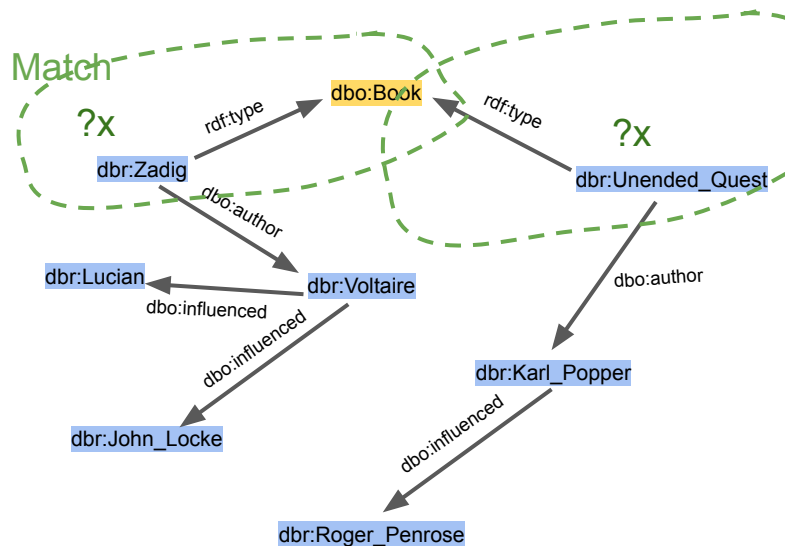 Match
dbo:Book
?x
rdf:type
rdf:type
?x
dbr:Zadig
dbr:Unended_Quest
dbo:author
dbr:Lucian
dbo:influenced
dbr:Voltaire
dbo:author
dbo:influenced
dbr:Karl_Popper
dbr:John_Locke
dbo:influenced
dbr:Roger_Penrose